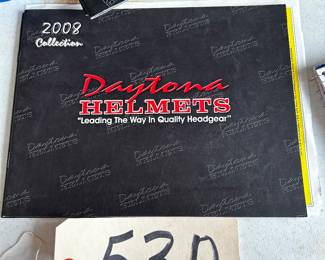 2008
Collection
Daytona
HELMETS
"Leading The Way In Quality Headgear"